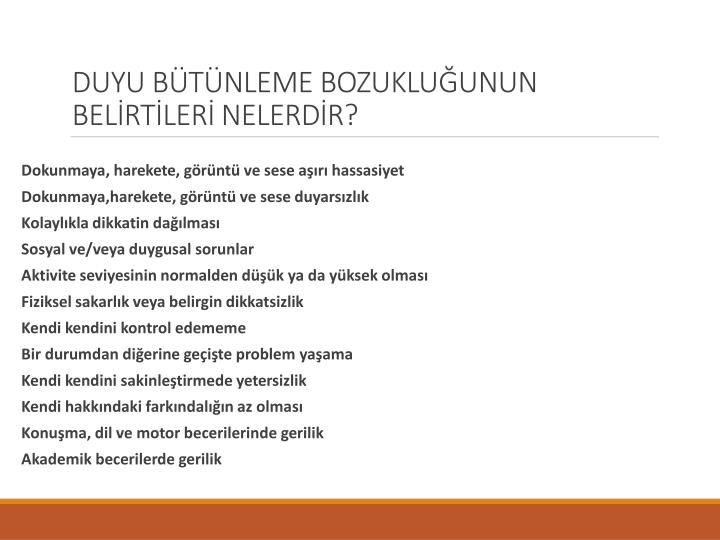 DUYU BÜTÜNLEME BOZUKLUĞUNUN
BELİRTİLERİ NELERDİR?
Dokunmaya, harekete, görüntü ve sese aşırı hassasiyet
Dokunmaya,harekete, görüntü ve sese duyarsızlık
Kolaylıkla dikkatin dağılması
Sosyal ve/veya duygusal sorunlar
Aktivite seviyesinin normalden düşük ya da yüksek olması
Fiziksel sakarlık veya belirgin dikkatsizlik
Kendi kendini kontrol edememe
Bir durumdan diğerine geçişte problem yaşama
Kendi kendini sakinleştirmede yetersizlik
Kendi hakkındaki farkındalığın az olması
Konuşma, dil ve motor becerilerinde gerilik
Akademik becerilerde gerilik